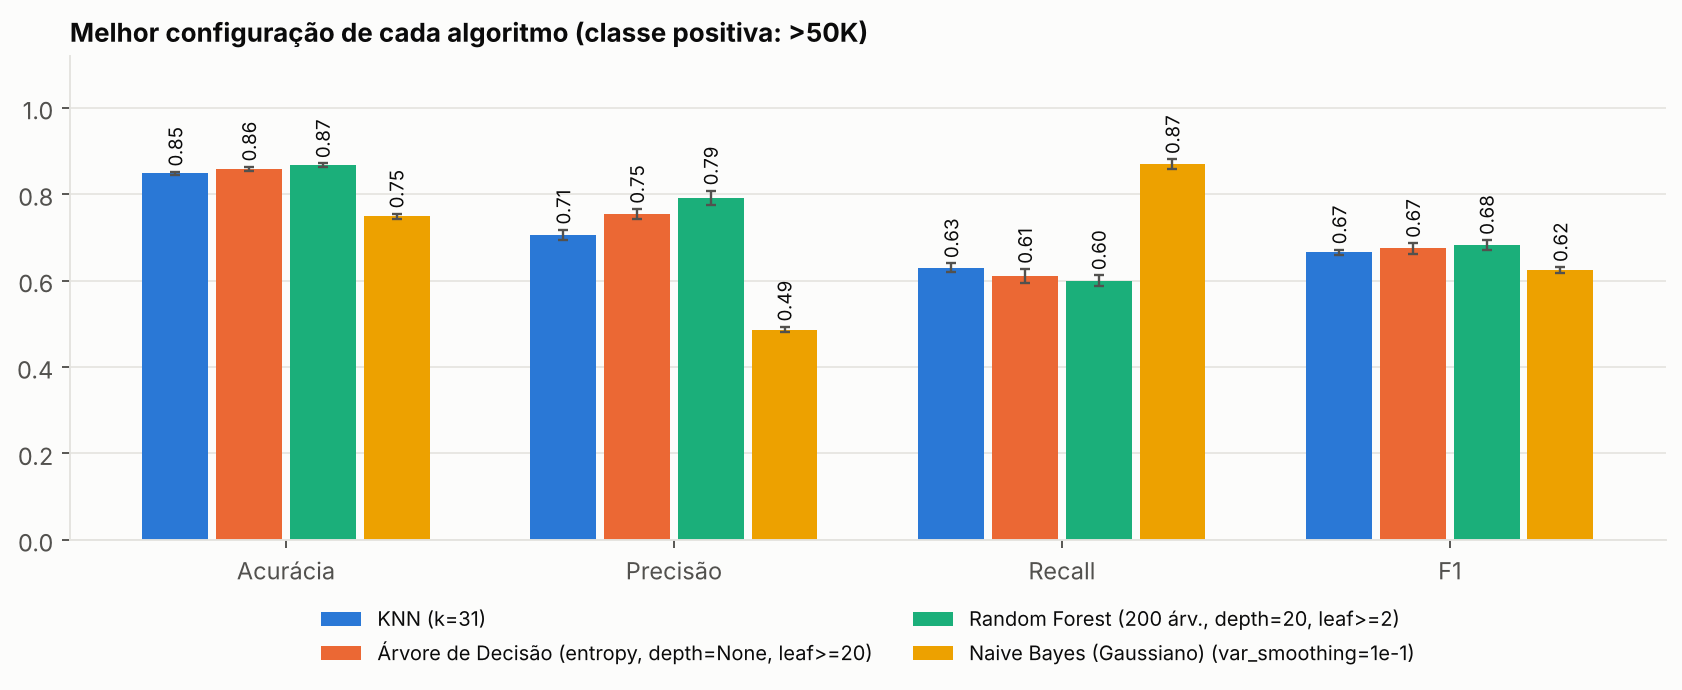 Melhor configuração de cada algoritmo (classe positiva: >50K)
1.0
0.8
0.6
0.4
0.2
0.0
0.85
0.86
0.87
0.75
0.71
0.75
0.79
0.49
0.63
0.61
0.60
0.87
0.67
0.67
0.68
0.62
Acurácia
Precisão
Recall
F1
KNN (k=31)
Árvore de Decisão (entropy, depth=None, leaf>=20)
Random Forest (200 árv., depth=20, leaf>=2)
Naive Bayes (Gaussiano) (var_smoothing=1e-1)